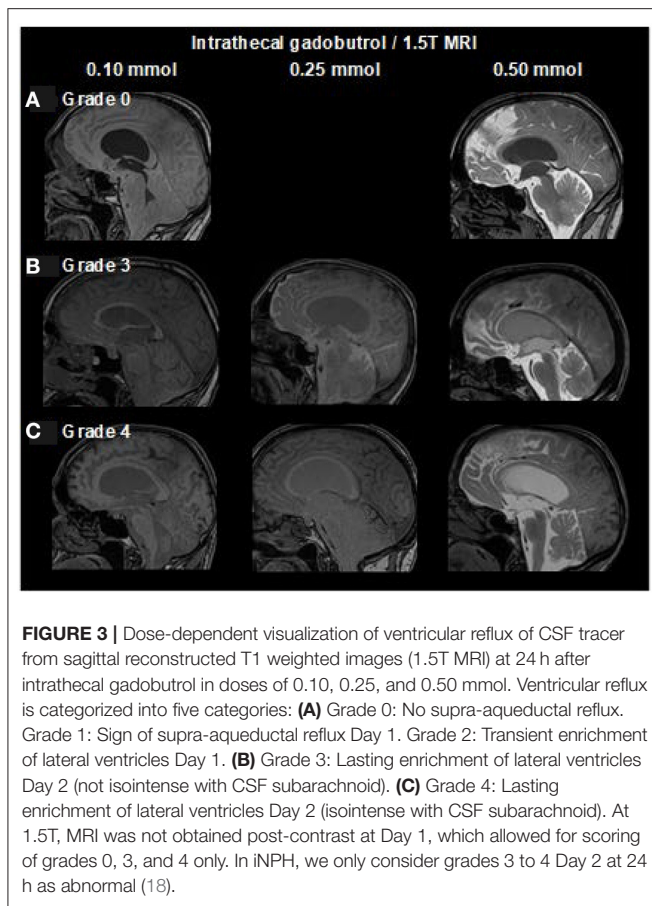 Intrathecal gadobutrol / 1.5T MRI
0.10 mmol 0.25 mmol 0.50 mmol
A Grade 0
B Grade 3
C Grade 4
FIGURE 3 | Dose-dependent visualization of ventricular reflux of CSF tracer
from sagittal reconstructed T1 weighted images (1.5T MRI) at 24 h after
intrathecal gadobutrol in doses of 0.10, 0.25, and 0.50 mmol. Ventricular reflux
is categorized into five categories: (A) Grade 0: No supra-aqueductal reflux.
Grade 1: Sign of supra-aqueductal reflux Day 1. Grade 2: Transient enrichment
of lateral ventricles Day 1. (B) Grade 3: Lasting enrichment of lateral ventricles
Day 2 (not isointense with CSF subarachnoid). (C) Grade 4: Lasting
enrichment of lateral ventricles Day 2 (isointense with CSF subarachnoid). At
1.5T, MRI was not obtained post-contrast at Day 1, which allowed for scoring
of grades 0, 3, and 4 only. In iNPH, we only consider grades 3 to 4 Day 2 at 24
h as abnormal (18).